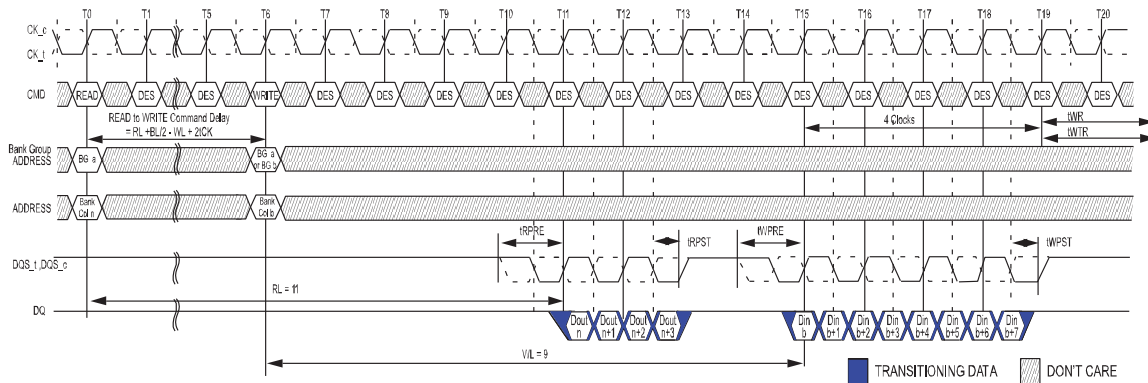 T0 T1 T5 T6 T7 T8 T9 T10 T11 T12 T13 T14 T15 T16 T17 T18 T19 T20
CK_c
CK_t
CMD READ DES DES WRITE DES DES DES DES DES DES DES DES DES DES DES DES DES DES
READ to WRITE Command Delay
= RL +BL/2 - WL + 2tCK
4 Clocks
tWR
tWTR
Bank Group
ADDRESS
BG a
BG a
or BG b
ADDRESS
Bank
Col n
Bank
Col b
tRPRE
tRPST
tWPRE
tWPST
DQS_t ,DQS_c
RL = 11
DQ
Dout
n
Dout
n+1
Dout
n+2
Dout
n+3
Din
b
Din
b+1
Din
b+2
Din
b+3
Din
b+4
Din
b+5
Din
b+6
Din
b+7
WL = 9
TRANSITIONING DATA
DON'T CARE